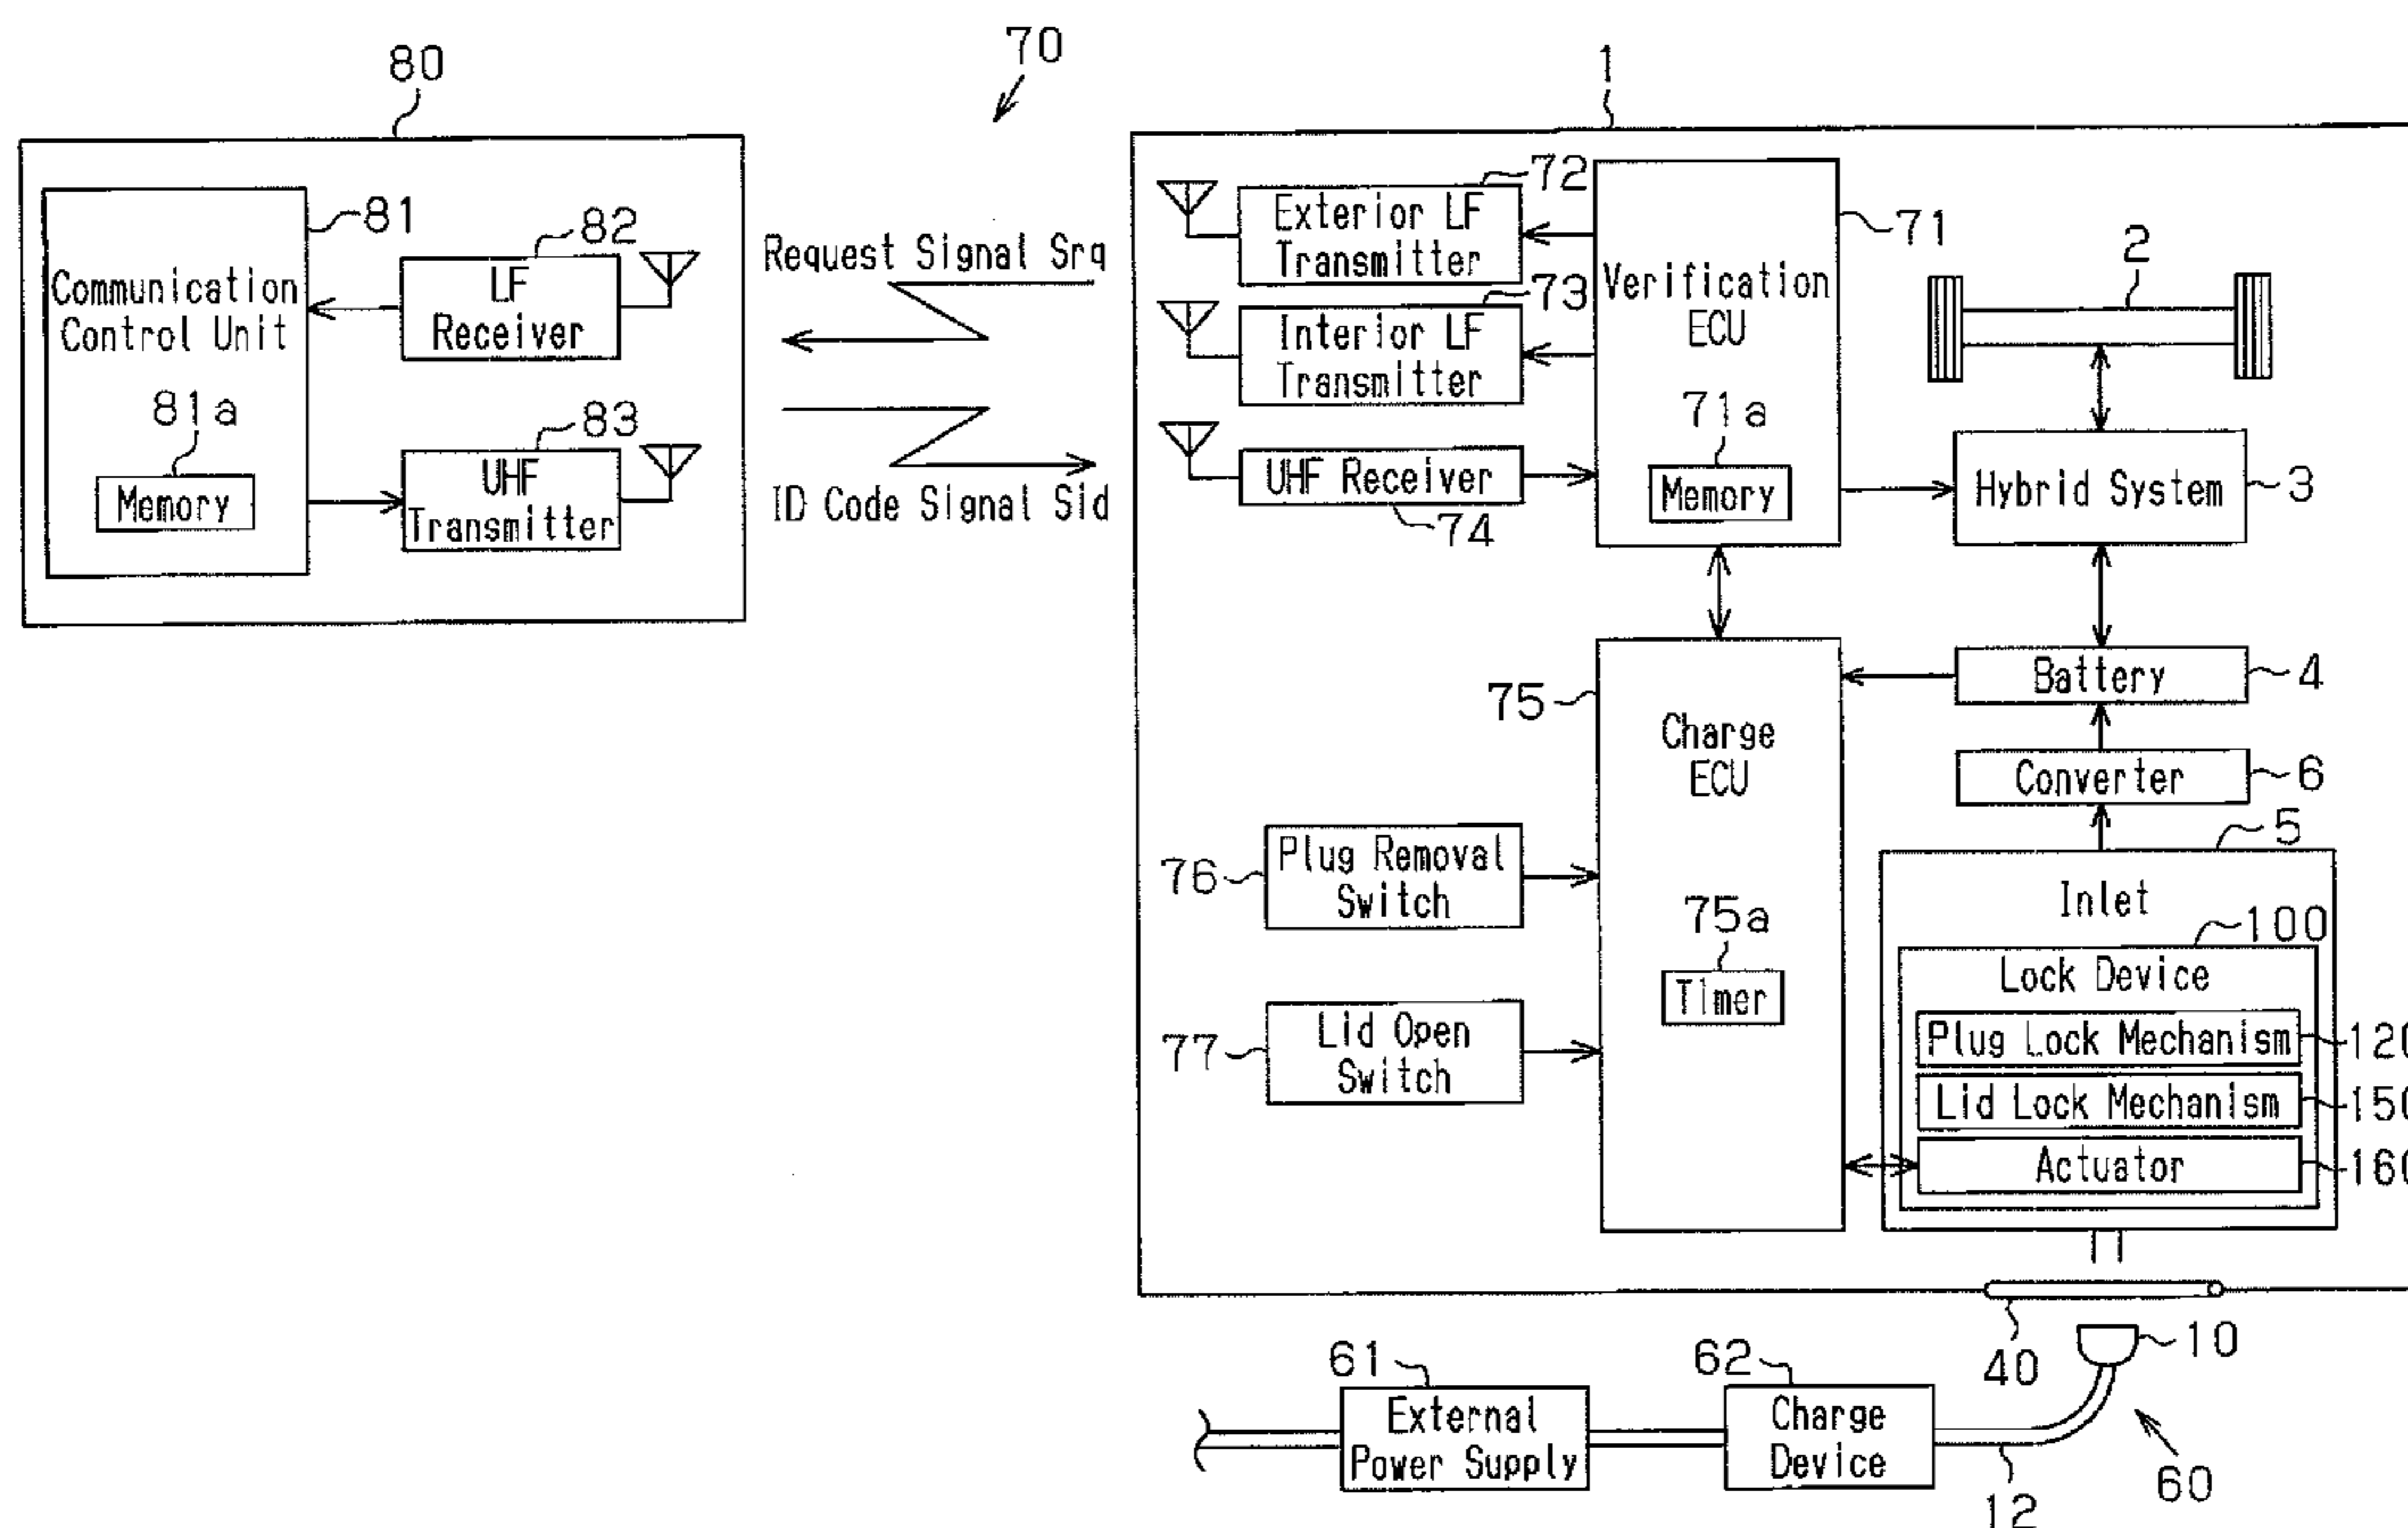 70
80
1
81
82
Communication
Control Unit
LF
Receiver
81a
83
Memory
UHF
Transmitter
Request Signal Srq
ID Code Signal Sid
72
Exterior LF
Transmitter
73
Interior LF
Transmitter
UHF Receiver
74
71
Verification
ECU
71a
Memory
2
Hybrid System
3
Battery
4
Converter
6
75
Charge
ECU
75a
Timer
76
Plug Removal
Switch
77
Lid Open
Switch
5
Inlet
100
Lock Device
Plug Lock Mechanism
120
Lid Lock Mechanism
150
Actuator
160
40
10
61
External
Power Supply
62
Charge
Device
12
60